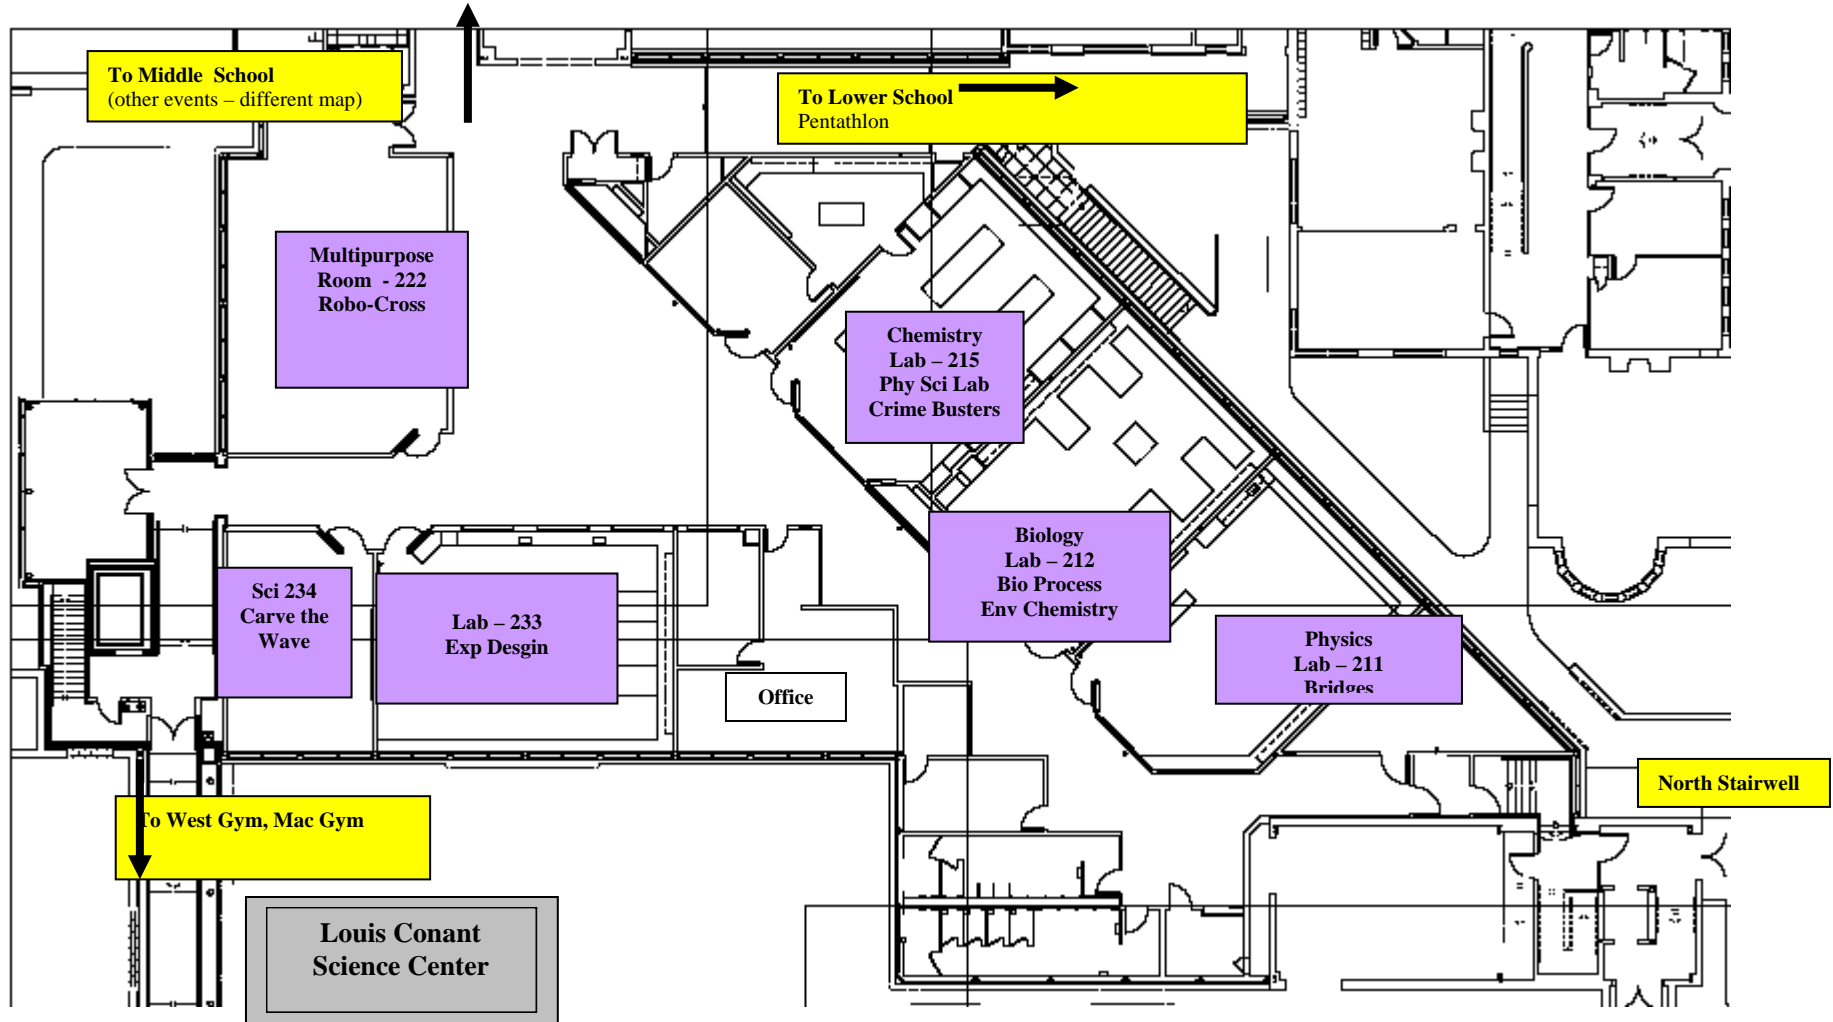 To Middle  School
(other events – different map)
To Lower School
Pentathlon
Multipurpose
Room  - 222
Robo-Cross
Chemistry
Lab – 215
Phy Sci Lab
Crime Busters
Biology
Lab – 212
Bio Process
Env Chemistry
Sci 234
Carve the
Wave
Lab – 233
Exp Desgin
Physics
Lab – 211
Bridges
Office
North Stairwell
To West Gym, Mac Gym
Louis Conant
Science Center